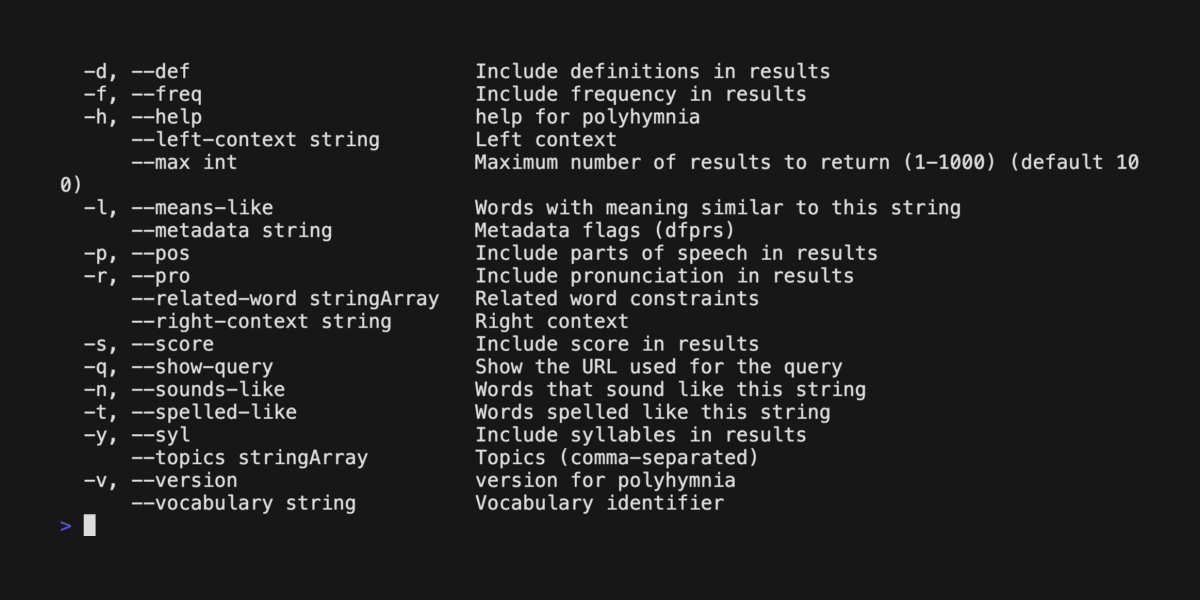 -d, --def                        Include definitions in results
-f, --freq                       Include frequency in results
-h, --help                       help for polyhymnia
    --left-context string        Left context
    --max int                    Maximum number of results to return (1-1000) (default 10
0)
-l, --means-like                 Words with meaning similar to this string
    --metadata string            Metadata flags (dfprs)
-p, --pos                        Include parts of speech in results
-r, --pro                        Include pronunciation in results
    --related-word stringArray   Related word constraints
    --right-context string       Right context
-s, --score                      Include score in results
-q, --show-query                 Show the URL used for the query
-n, --sounds-like                Words that sound like this string
-t, --spelled-like               Words spelled like this string
-y, --syl                        Include syllables in results
    --topics stringArray         Topics (comma-separated)
-v, --version                    version for polyhymnia
    --vocabulary string          Vocabulary identifier
>